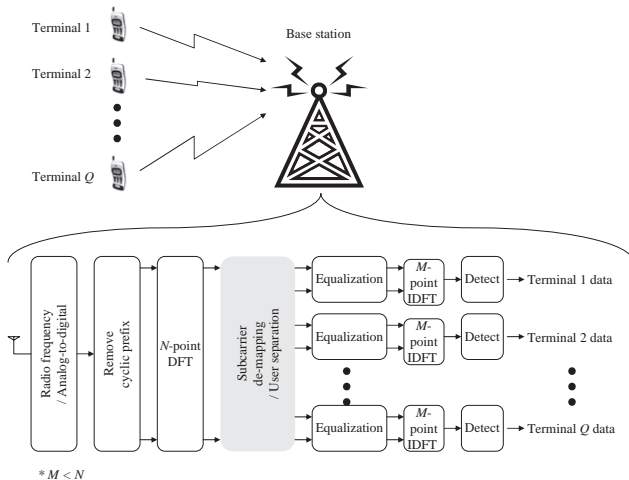 Terminal 1
Base station
Terminal 2
Terminal Q
Radio frequency
/ Analog-to-digital
Remove
cyclic prefix
N-point
DFT
Subcarrier
de-mapping
/ User separation
Equalization
M-
point
IDFT
Detect
Terminal 1 data
Equalization
M-
point
IDFT
Detect
Terminal 2 data
Equalization
M-
point
IDFT
Detect
Terminal Q data
* M < N